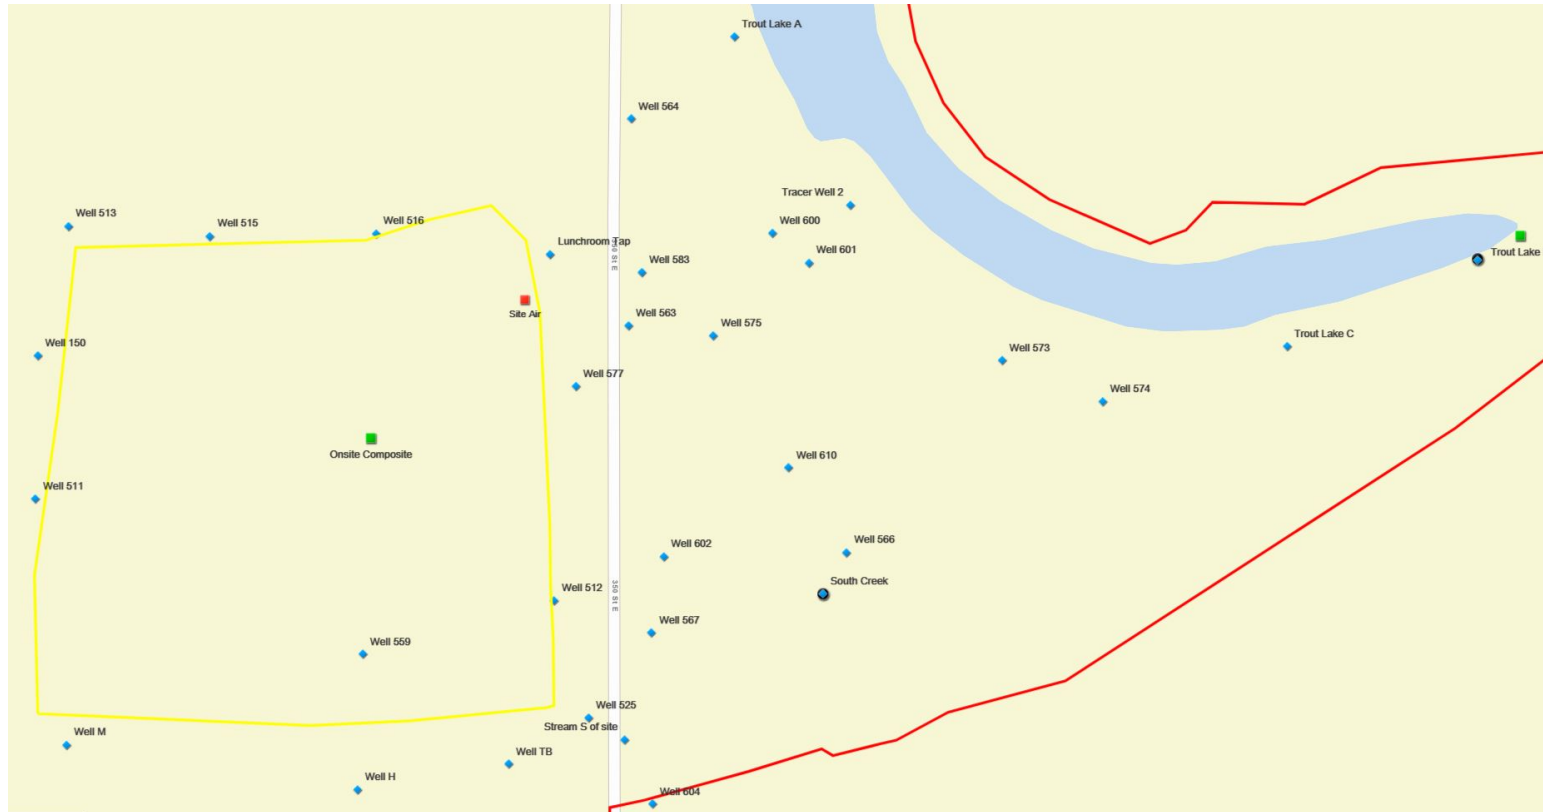 Trout Lake A
Well 564
Tracer Well 2
Well 513
Well 515
Well 516
Well 600
Lunchroom Tap
Well 601
Well 583
Trout Lake
Site Air
Well 563
Well 575
Trout Lake C
Well 150
Well 573
Well 577
Well 574
Onsite Composite
Well 610
Well 511
Well 566
Well 602
South Creek
Well 512
350 St E
Well 567
Well 559
Well 525
Stream S of site
Well M
Well TB
Well H
Well 604